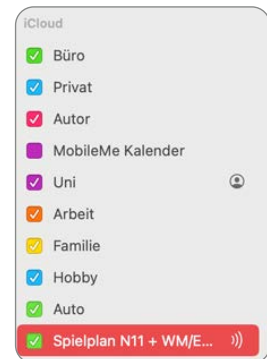 iCloud
Büro
Privat
Autor
MobileMe Kalender
Uni
Arbeit
Familie
Hobby
Auto
Spielplan N11 + WM/E...